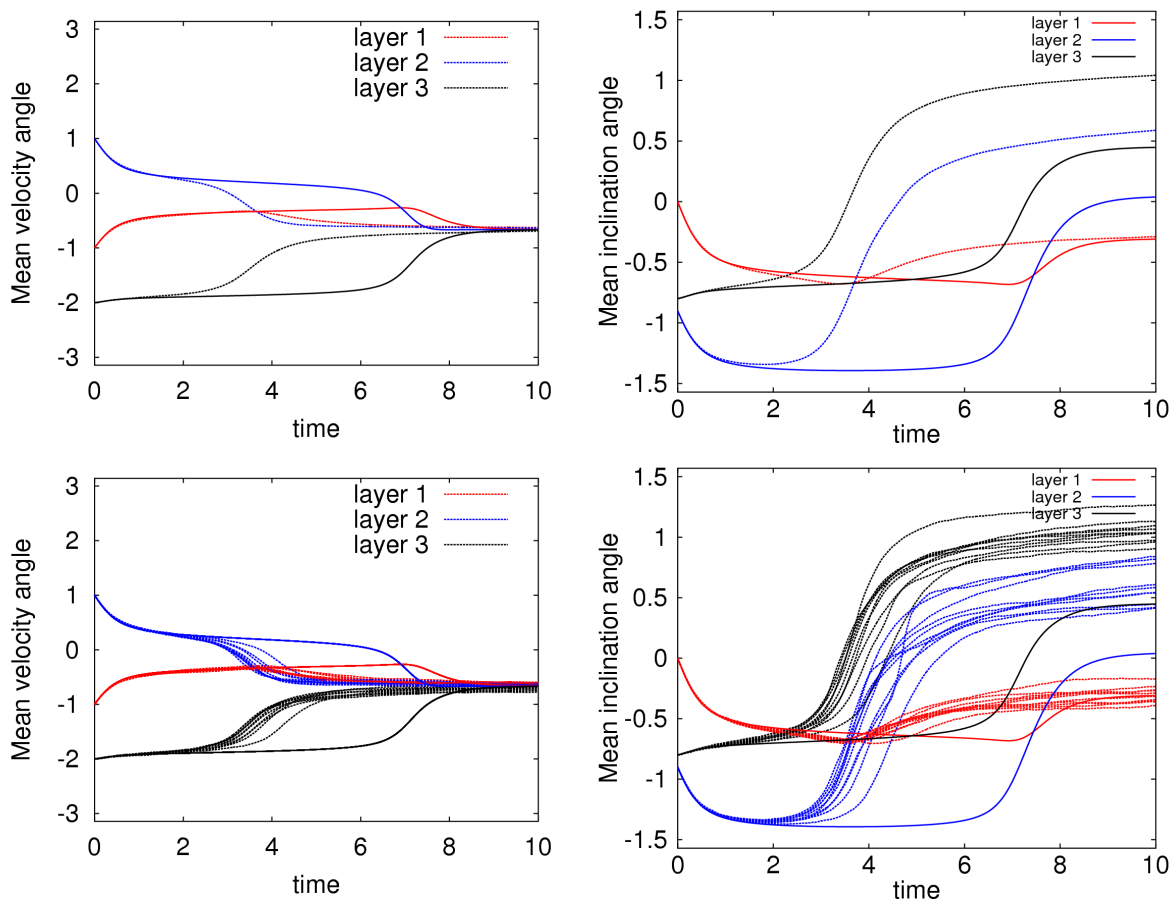 Mean velocity angle
3
2
1
0
-1
-2
-3
layer 1
layer 2
layer 3
0 2 4 6 8 10
time
Mean inclination angle
1.5
1
0.5
0
-0.5
-1
-1.5
layer 1
layer 2
layer 3
0 2 4 6 8 10
time
Mean velocity angle
3
2
1
0
-1
-2
-3
layer 1
layer 2
layer 3
0 2 4 6 8 10
time
Mean inclination angle
1.5
1
0.5
0
-0.5
-1
-1.5
layer 1
layer 2
layer 3
0 2 4 6 8 10
time